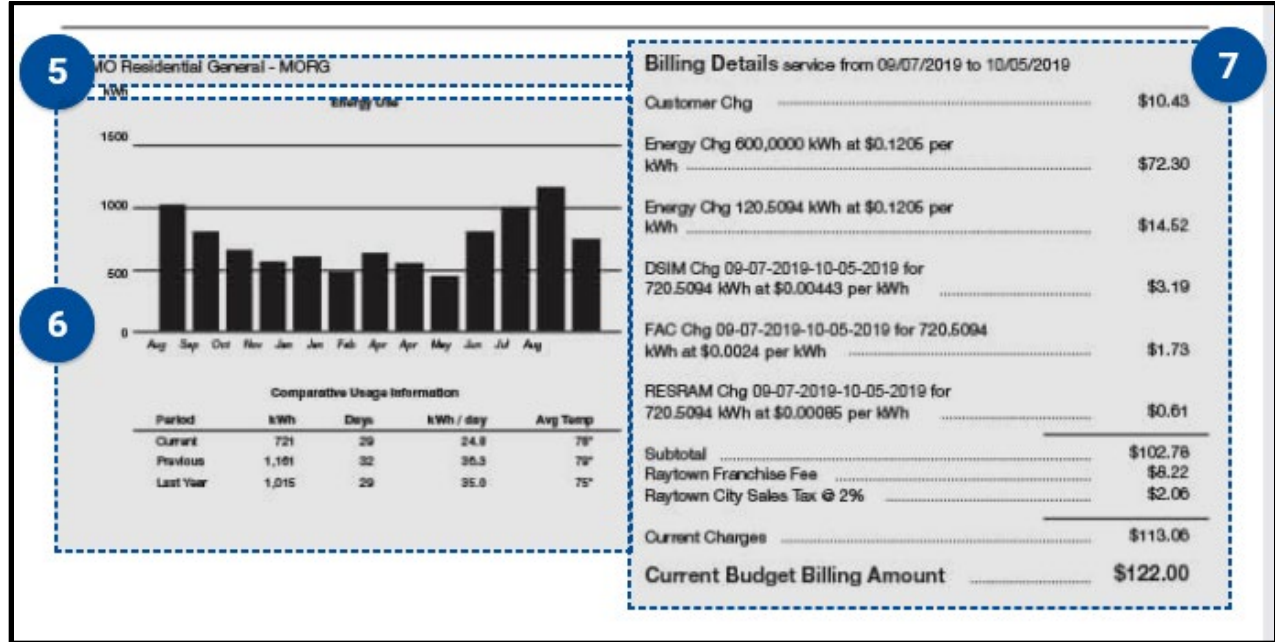 5
MO Residential General - MORG
kWh
Energy Use
1500
1000
500
0
Aug Sep Oct Nov Jan Jan Feb Apr Apr May Jun Jul Aug
6
Comparative Usage Information
Period kWh Days kWh / day Avg Temp
Current 721 29 24.8 78°
Previous 1,161 32 36.3 79°
Last Year 1,015 29 35.0 75°
7
Billing Details service from 09/07/2019 to 10/05/2019
Customer Chg $10.43
Energy Chg 600,0000 kWh at $0.1205 per
kWh $72.30
Energy Chg 120.5094 kWh at $0.1205 per
kWh $14.52
DSIM Chg 09-07-2019-10-05-2019 for
720.5094 kWh at $0.00443 per kWh $3.19
FAC Chg 09-07-2019-10-05-2019 for 720.5094
kWh at $0.0024 per kWh $1.73
RESRAM Chg 09-07-2019-10-05-2019 for
720.5094 kWh at $0.00085 per kWh $0.61
Subtotal $102.78
Raytown Franchise Fee $8.22
Raytown City Sales Tax @ 2% $2.06
Current Charges $113.06
Current Budget Billing Amount $122.00